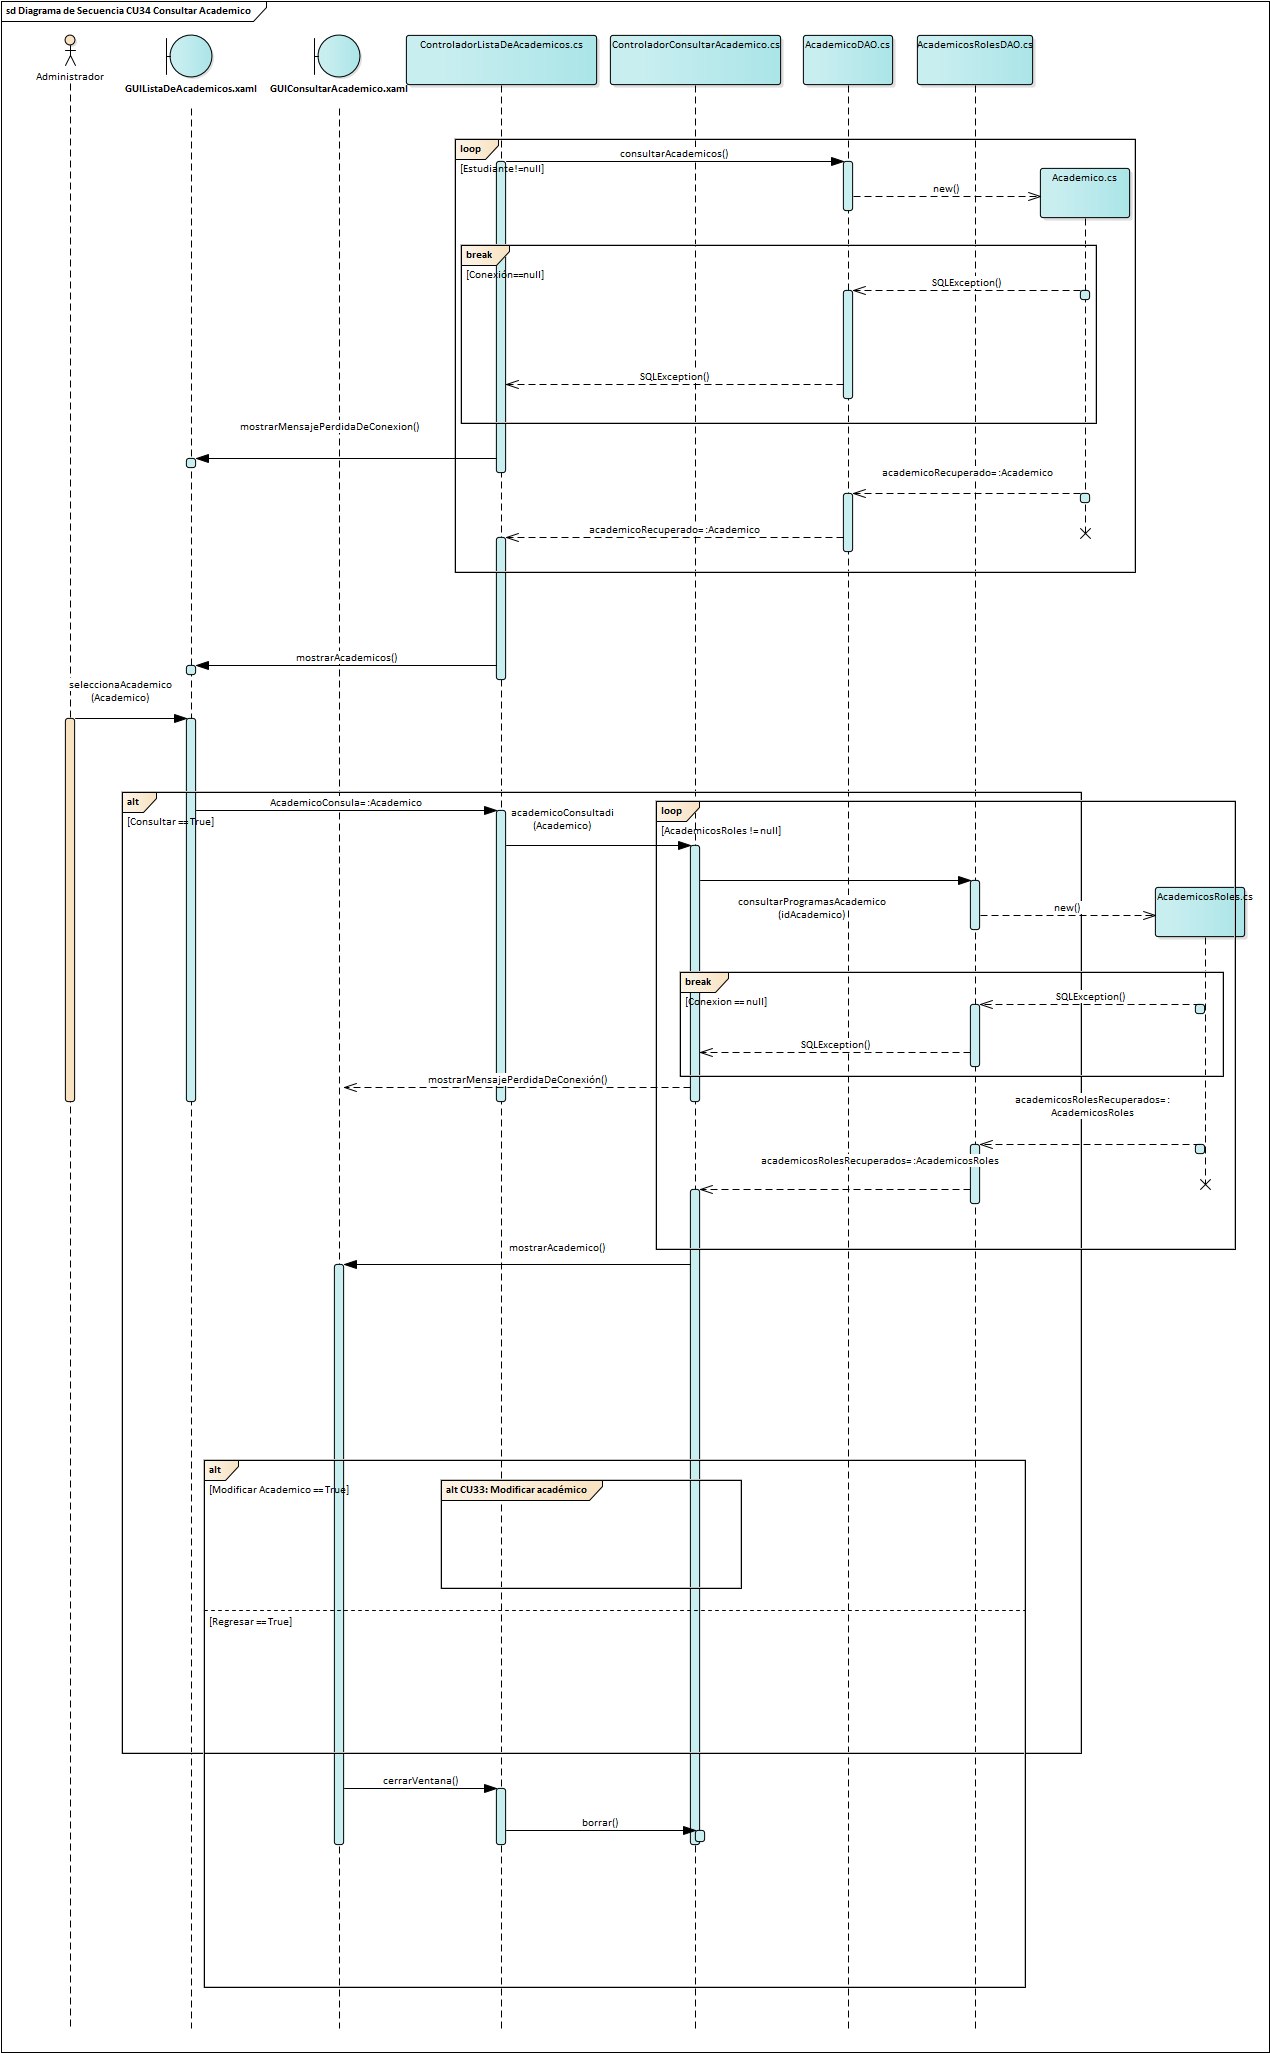 sd Diagrama de Secuencia CU34 Consultar Academico
Administrador
GUIListaDeAcademicos.xaml
GUIConsultarAcademico.xaml
ControladorListaDeAcademicos.cs
ControladorConsultarAcademico.cs
AcademicoDAO.cs
AcademicosRolesDAO.cs
loop
[Estudiante!=null]
consultarAcademicos()
new()
Academico.cs
break
[Conexión==null]
SQLException()
SQLException()
mostrarMensajePerdidaDeConexion()
academicoRecuperado= :Academico
academicoRecuperado= :Academico
mostrarAcademicos()
seleccionaAcademico
(Academico)
alt
[Consultar ==True]
AcademicoConsula= :Academico
academicoConsultadi
(Academico)
loop
[AcademicosRoles != null]
consultarProgramasAcademico
(idAcademico)
new()
AcademicosRoles.cs
break
[Conexion == null]
SQLException()
SQLException()
mostrarMensajePerdidaDeConexión()
academicosRolesRecuperados= :
AcademicosRoles
academicosRolesRecuperados= :AcademicosRoles
mostrarAcademico()
alt
[Modificar Academico ==True]
alt CU33: Modificar académico
[Regresar ==True]
cerrarVentana()
borrar()